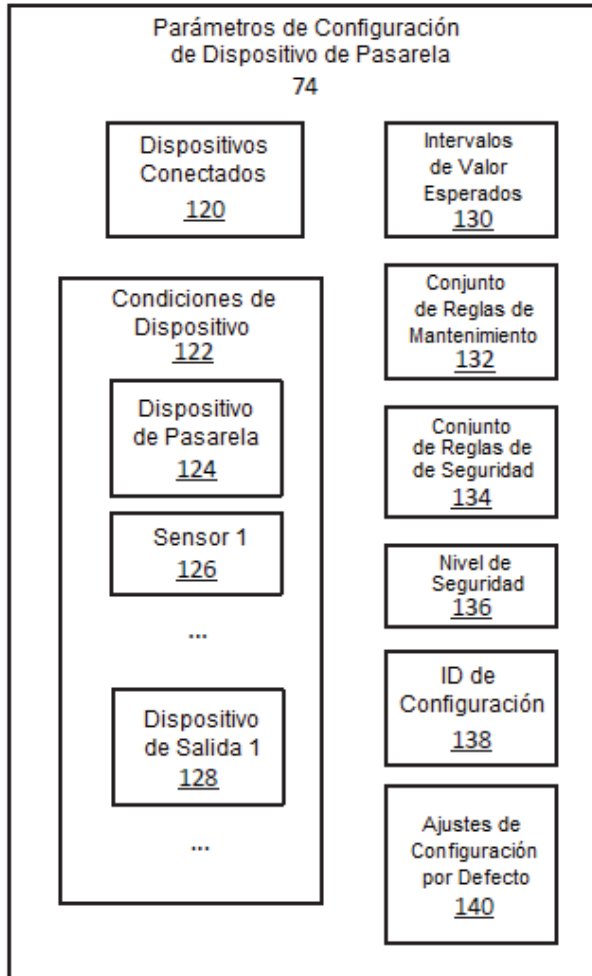 Parámetros de Configuración
de Dispositivo de Pasarela
74
Dispositivos
Conectados
120
Condiciones de
Dispositivo
122
Dispositivo
de Pasarela
124
Sensor 1
126
...
Dispositivo
de Salida 1
128
...
Intervalos
de Valor
Esperados
130
Conjunto
de Reglas de
Mantenimiento
132
Conjunto
de Reglas de
de Seguridad
134
Nivel de
Seguridad
136
ID de
Configuración
138
Ajustes de
Configuración
por Defecto
140